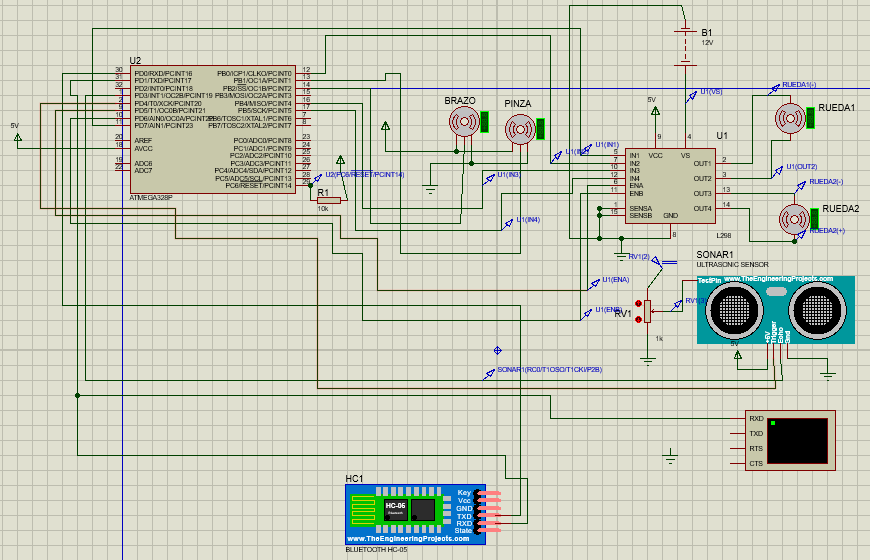 B1
12V
U2
30
31
32
1
2
9
10
11
20
18
19
22
PD0/RXD/PCINT16
PD1/TXD/PCINT17
PD2/INT0/PCINT18
PD3/INT1/OC2B/PCINT19
PD4/T0/XCK/PCINT20
PD5/T1/OC0B/PCINT21
PD6/AIN0/OC0A/PCINT22
PD7/AIN1/PCINT23
AREF
AVCC
ADC6
ADC7
PB0/ICP1/CLKO/PCINT0
PB1/OC1A/PCINT1
PB2/SS/OC1B/PCINT2
PB3/MOSI/OC2A/PCINT3
PB4/MISO/PCINT4
PB5/SCK/PCINT5
PB6/TOSC1/XTAL1/PCINT6
PB7/TOSC2/XTAL2/PCINT7
PC0/ADC0/PCINT8
PC1/ADC1/PCINT9
PC2/ADC2/PCINT10
PC3/ADC3/PCINT11
PC4/ADC4/SDA/PCINT12
PC5/ADC5/SCL/PCINT13
PC6/RESET/PCINT14
12
13
14
15
16
17
7
8
23
24
25
26
27
28
29
ATMEGA328P
5V
U2(PC6/RESET/PCINT14)
R1
10k
BRAZO
PINZA
U1(VS)
RUEDA1(-)
RUEDA1
5V
U1
U1(IN1)
U1(IN3)
U1(IN4)
5
7
10
12
6
11
1
15
IN1
IN2
IN3
IN4
ENA
ENB
SENSA
SENSB
9
4
VCC
VS
OUT1
OUT2
OUT3
OUT4
GND
2
3
13
14
8
L298
U1(OUT2)
RUEDA2(-)
RUEDA2
RUEDA2(+)
SONAR1
ULTRASONIC SENSOR
RV1(2)
U1(ENA)
RV1
1k
TestPin
www.TheEngineeringProjects.com
+5V
Trigger
Echo
Gnd
5V
SONAR1(RC0/T1OSO/T1CKI/P2B)
RXD
TXD
RTS
CTS
HC1
HC-05
Key
Vcc
GND
TXD
RXD
State
www.TheEngineeringProjects.com
BLUETOOTH HC-05